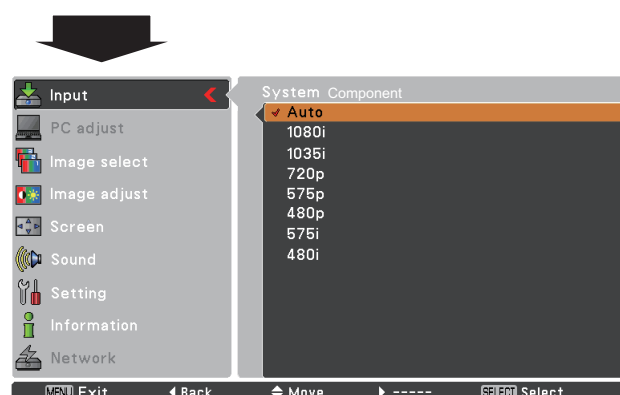 Input
PC adjust
Image select
Image adjust
Screen
Sound
Setting
Information
Network
System Component
Auto
1080i
1035i
720p
575p
480p
575i
480i
MENU Exit Back Move ----- SELECT Select